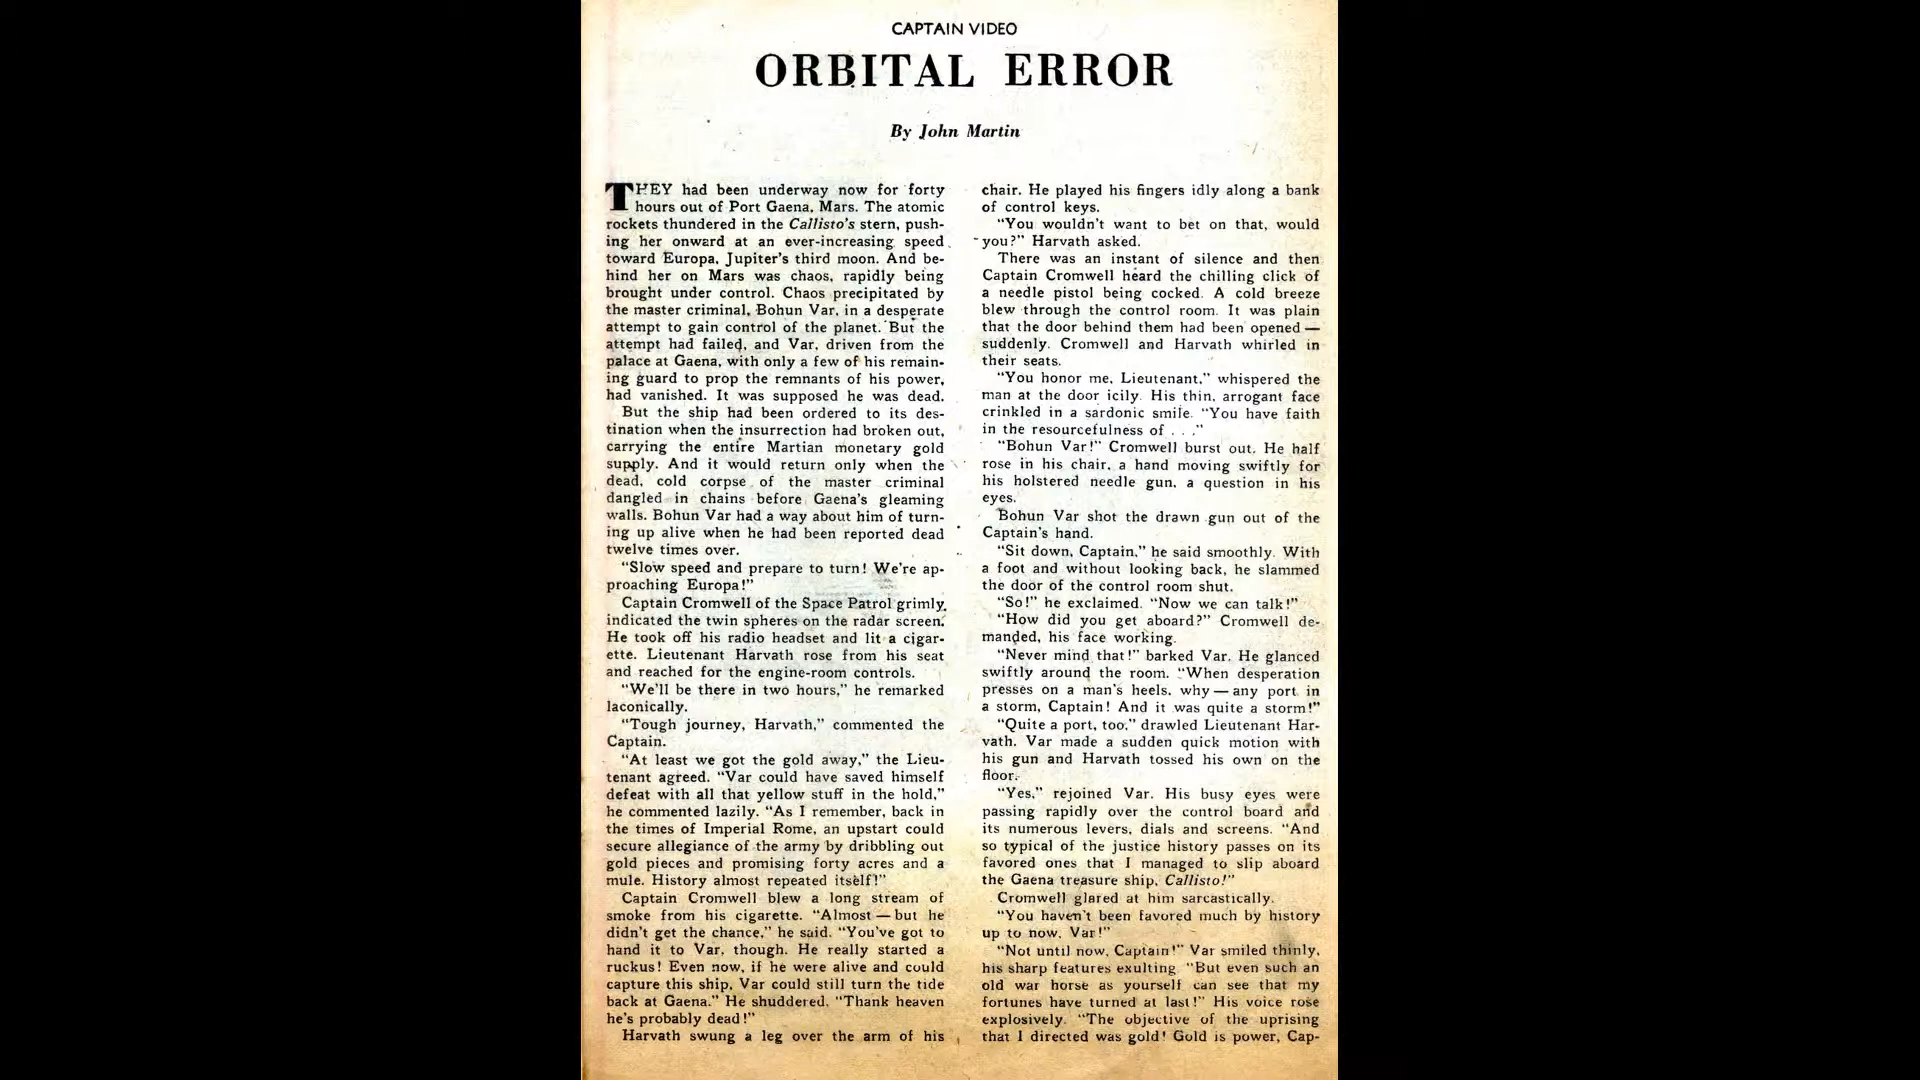 CAPTAIN VIDEO
ORBITAL ERROR
By John Martin
THEY had been underway now for forty
hours out of Port Gaena, Mars. The atomic
rockets thundered in the Callisto's stern, push-
ing her onward at an ever-increasing speed
toward Europa, Jupiter's third moon. And be-
hind her on Mars was chaos, rapidly being
brought under control. Chaos precipitated by
the master criminal, Bohun Var, in a desperate
attempt to gain control of the planet. But the
attempt had failed, and Var, driven from the
palace at Gaena, with only a few of his remain-
ing guard to prop the remnants of his power,
had vanished. It was supposed he was dead.
But the ship had been ordered to its des-
tination when the insurrection had broken out,
carrying the entire Martian monetary gold
supply. And it would return only when the
dead, cold corpse of the master criminal
dangled in chains before Gaena's gleaming
walls. Bohun Var had a way about him of turn-
ing up alive when he had been reported dead
twelve times over.
"Slow speed and prepare to turn! We're ap-
proaching Europa!"
Captain Cromwell of the Space Patrol grimly
indicated the twin spheres on the radar screen.
He took off his radio headset and lit a cigar-
ette. Lieutenant Harvath rose from his seat
and reached for the engine-room controls.
"We'll be there in two hours," he remarked
laconically.
"Tough journey, Harvath," commented the
Captain.
"At least we got the gold away," the Lieu-
tenant agreed. "Var could have saved himself
defeat with all that yellow stuff in the hold,"
he commented lazily. "As I remember, back in
the times of Imperial Rome, an upstart could
secure allegiance of the army by dribbling out
gold pieces and promising forty acres and a
mule. History almost repeated itself!"
Captain Cromwell blew a long stream of
smoke from his cigarette. "Almost — but he
didn't get the chance," he said. "You've got to
hand it to Var, though. He really started a
ruckus! Even now, if he were alive and could
capture this ship, Var could still turn the tide
back at Gaena." He shuddered. "Thank heaven
he's probably dead!"
Harvath swung a leg over the arm of his
chair. He played his fingers idly along a bank
of control keys.
"You wouldn't want to bet on that, would
you?" Harvath asked.
There was an instant of silence and then
Captain Cromwell heard the chilling click of
a needle pistol being cocked. A cold breeze
blew through the control room. It was plain
that the door behind them had been opened —
suddenly. Cromwell and Harvath whirled in
their seats.
"You honor me, Lieutenant," whispered the
man at the door icily. His thin, arrogant face
crinkled in a sardonic smile. "You have faith
in the resourcefulness of . . ."
"Bohun Var!" Cromwell burst out. He half
rose in his chair, a hand moving swiftly for
his holstered needle gun, a question in his
eyes.
Bohun Var shot the drawn gun out of the
Captain's hand.
"Sit down, Captain," he said smoothly. With
a foot and without looking back, he slammed
the door of the control room shut.
"So!" he exclaimed. "Now we can talk!"
"How did you get aboard?" Cromwell de-
manded, his face working.
"Never mind that!" barked Var. He glanced
swiftly around the room. "When desperation
presses on a man's heels, why — any port in
a storm, Captain! And it was quite a storm!"
"Quite a port, too," drawled Lieutenant Har-
vath. Var made a sudden quick motion with
his gun and Harvath tossed his own on the
floor.
"Yes," rejoined Var. His busy eyes were
passing rapidly over the control board and
its numerous levers, dials and screens. "And
so typical of the justice history passes on its
favored ones that I managed to slip aboard
the Gaena treasure ship, Callisto!"
Cromwell glared at him sarcastically.
"You haven't been favored much by history
up to now, Var!"
"Not until now, Captain!" Var smiled thinly,
his sharp features exulting. "But even such an
old war horse as yourself can see that my
fortunes have turned at last!" His voice rose
explosively. "The objective of the uprising
that I directed was gold! Gold is power, Cap-